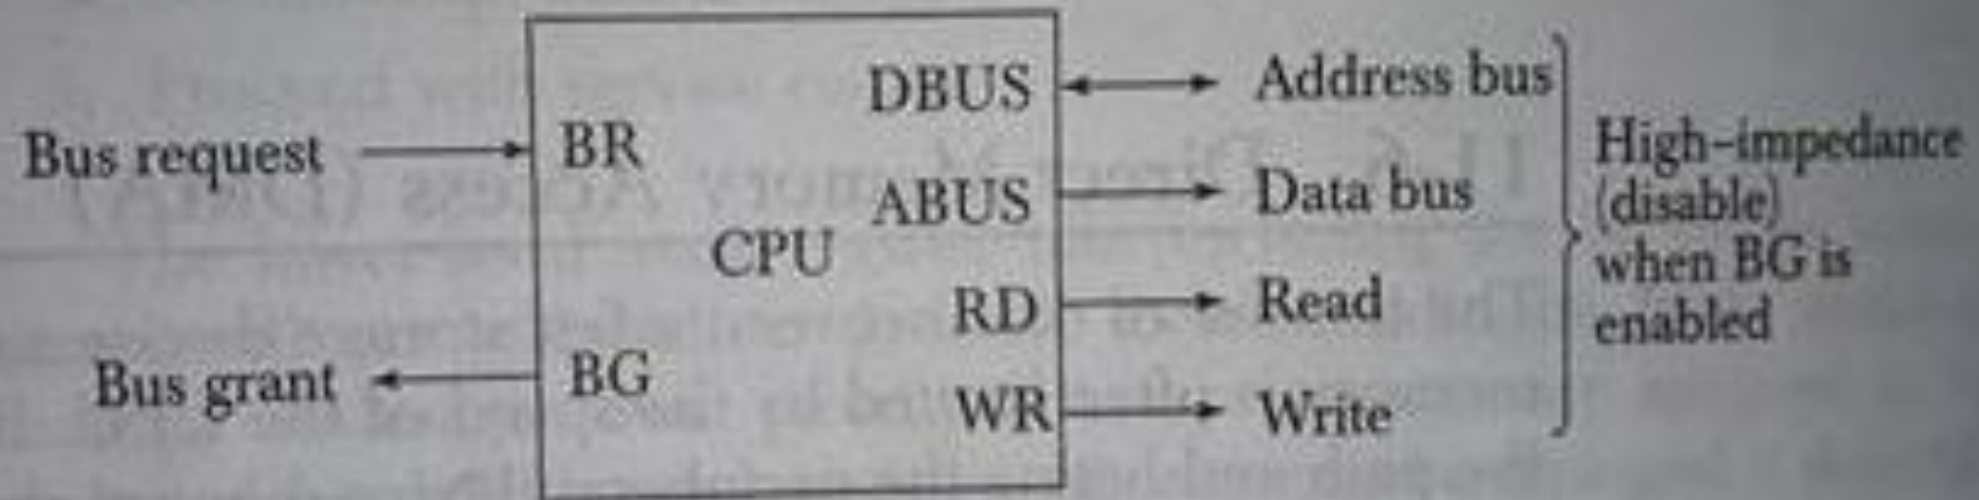 Bus request
BR
Bus grant
BG
CPU
DBUS
ABUS
RD
WR
Address bus
Data bus
Read
Write
High-impedance
(disable)
when BG is
enabled